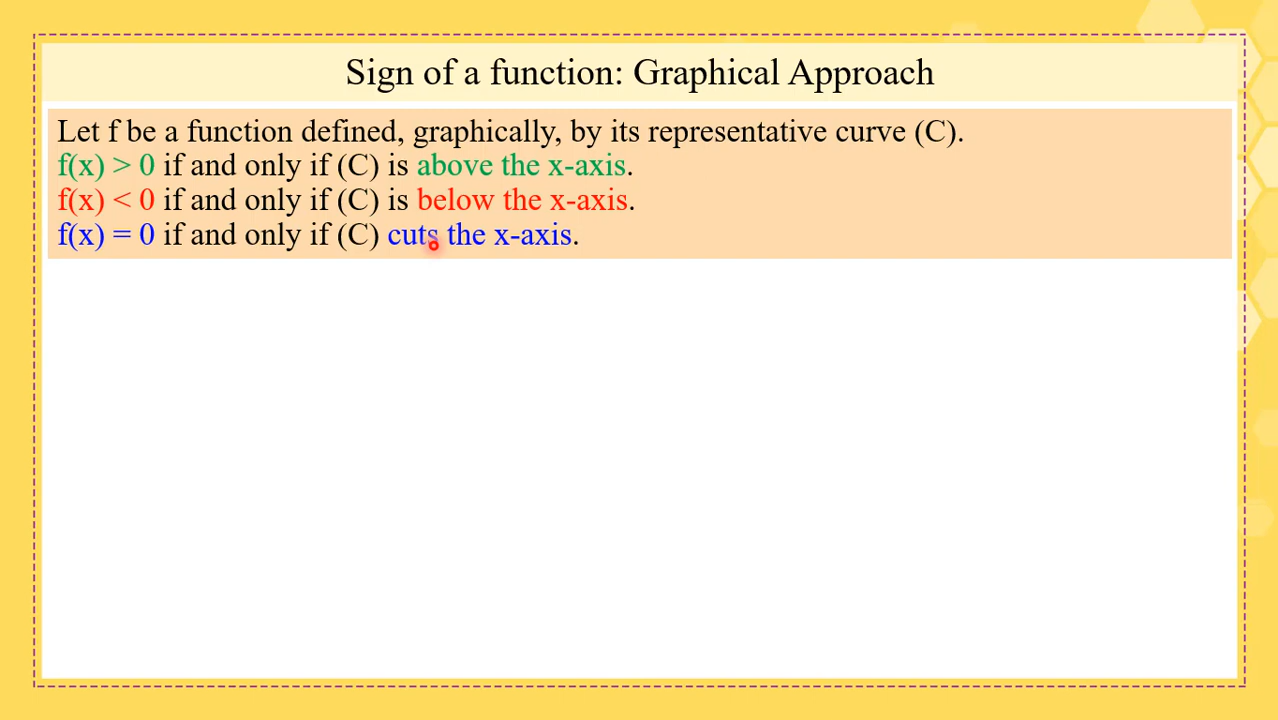 Sign of a function: Graphical Approach
Let f be a function defined, graphically, by its representative curve (C).
f(x) > 0 if and only if (C) is above the x-axis.
f(x) < 0 if and only if (C) is below the x-axis.
f(x) = 0 if and only if (C) cuts the x-axis.